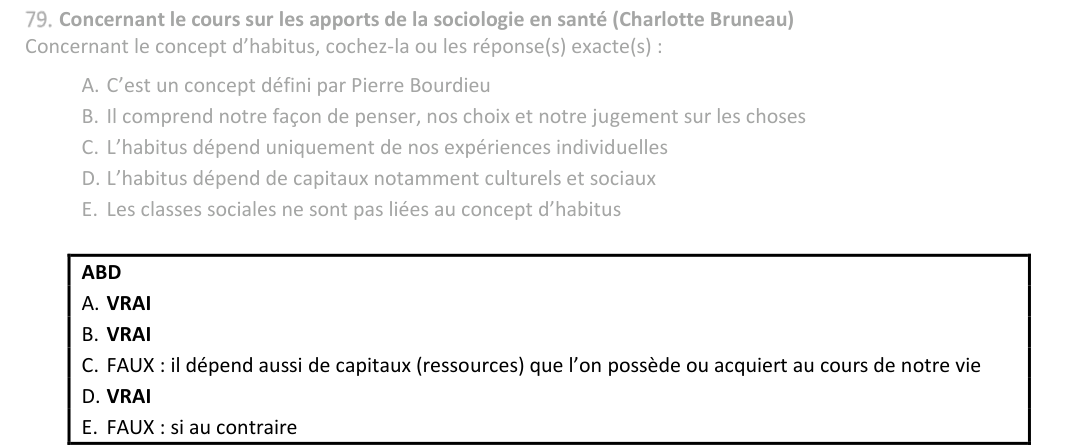 79. Concernant le cours sur les apports de la sociologie en santé (Charlotte Bruneau)
Concernant le concept d’habitus, cochez-la ou les réponse(s) exacte(s) :
A. C’est un concept défini par Pierre Bourdieu
B. Il comprend notre façon de penser, nos choix et notre jugement sur les choses
C. L’habitus dépend uniquement de nos expériences individuelles
D. L’habitus dépend de capitaux notamment culturels et sociaux
E. Les classes sociales ne sont pas liées au concept d’habitus
ABD
A. VRAI
B. VRAI
C. FAUX : il dépend aussi de capitaux (ressources) que l’on possède ou acquiert au cours de notre vie
D. VRAI
E. FAUX : si au contraire